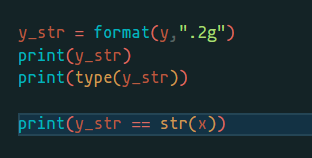 y_str = format(y,".2g")
print(y_str)
print(type(y_str))
print(y_str == str(x))